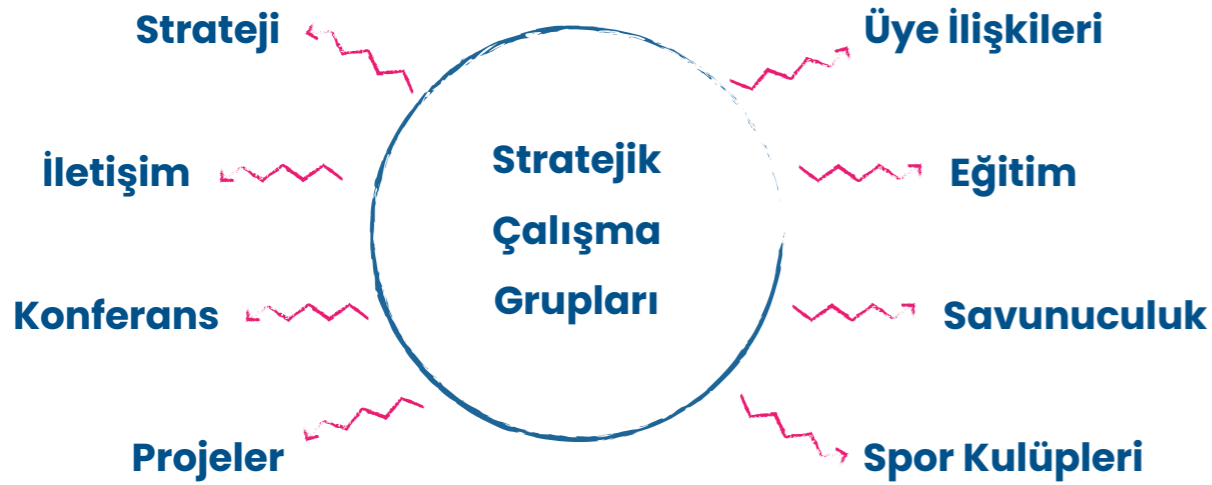 Strateji
Üye İlişkileri
İletişim
Stratejik
Çalışma
Grupları
Eğitim
Konferans
Savunuculuk
Projeler
Spor Kulüpleri